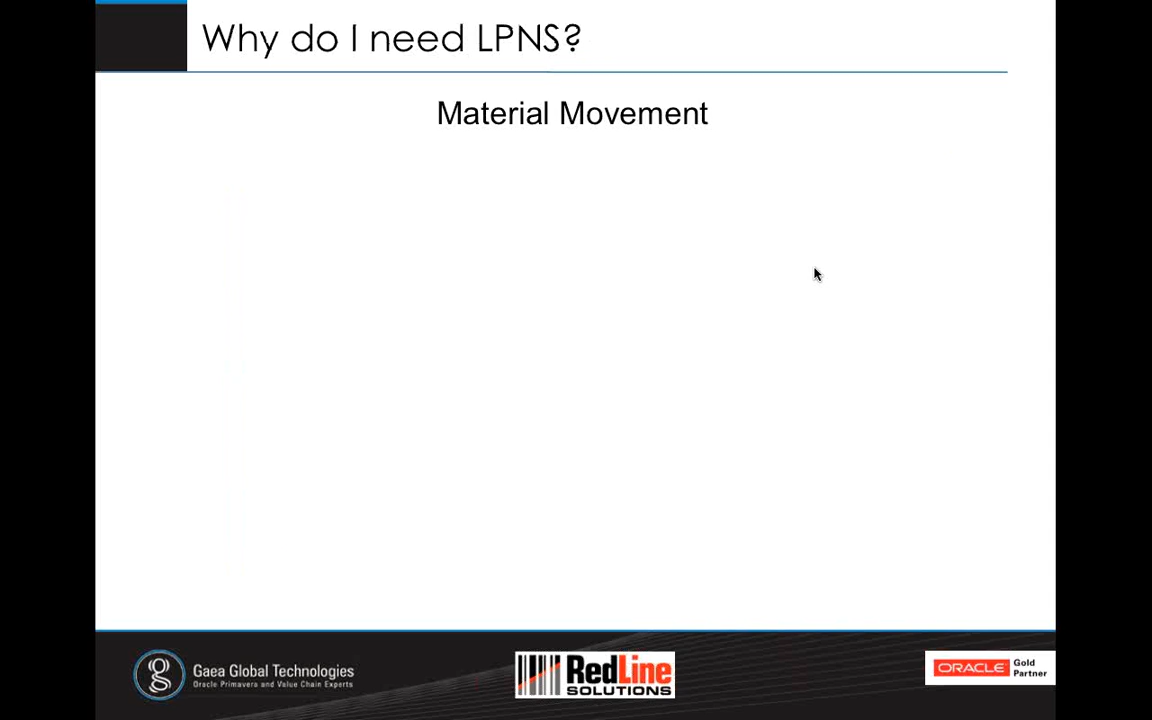 Why do I need LPNS?
Material Movement
Gaea Global Technologies
Oracle Primavera and Value Chain Experts
RedLine
SOLUTIONS
ORACLE
Gold
Partner